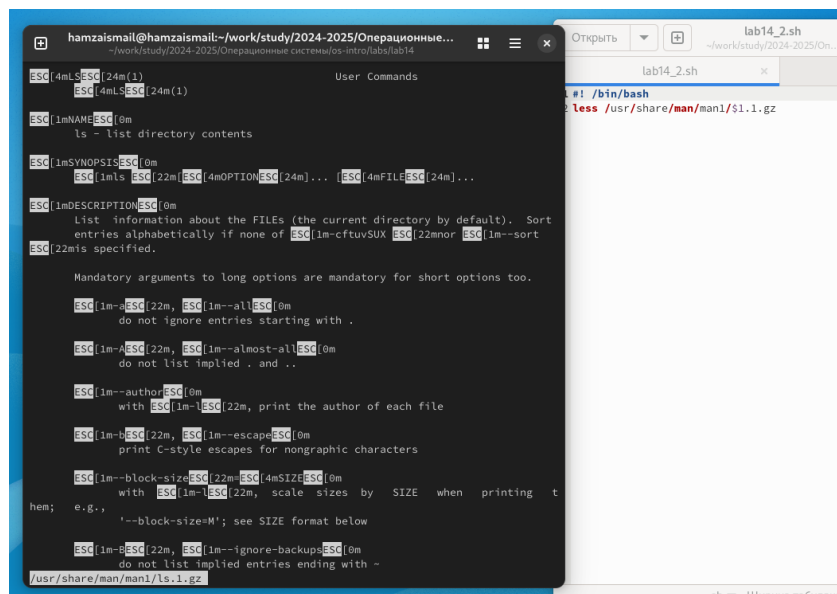 hamzaismail@hamzaismail:~/work/study/2024-2025/Операционные...
~/work/study/2024-2025/Операционные системы/os-intro/labs/lab14
ESC[4mLSESC[24m(1) User Commands
ESC[4mLSESC[24m(1)
ESC[1mNAMEESC[0m
ls - list directory contents
ESC[1mSYNOPSISESC[0m
ESC[1mls ESC[22m[ESC[4mOPTIONESC[24m]... [ESC[4mFILEESC[24m]...
ESC[1mDESCRIPTIONESC[0m
List information about the FILEs (the current directory by default). Sort
entries alphabetically if none of ESC[1m-cftuvSUX ESC[22mnor ESC[1m--sort
ESC[22mis specified.
Mandatory arguments to long options are mandatory for short options too.
ESC[1m-aESC[22m, ESC[1m--allESC[0m
do not ignore entries starting with .
ESC[1m-AESC[22m, ESC[1m--almost-allESC[0m
do not list implied . and ..
ESC[1m--authorESC[0m
with ESC[1m-lESC[22m, print the author of each file
ESC[1m-bESC[22m, ESC[1m--escapeESC[0m
print C-style escapes for nongraphic characters
ESC[1m--block-sizeESC[22m=ESC[4mSIZEESC[0m
with ESC[1m-lESC[22m, scale sizes by SIZE when printing t
hem; e.g.,
'--block-size=M'; see SIZE format below
ESC[1m-BESC[22m, ESC[1m--ignore-backupsESC[0m
do not list implied entries ending with ~
/usr/share/man/man1/ls.1.gz
Открыть
lab14_2.sh
~/work/study/2024-2025/Оп...
lab14_2.sh
1 #! /bin/bash
2 less /usr/share/man/man1/$1.1.gz